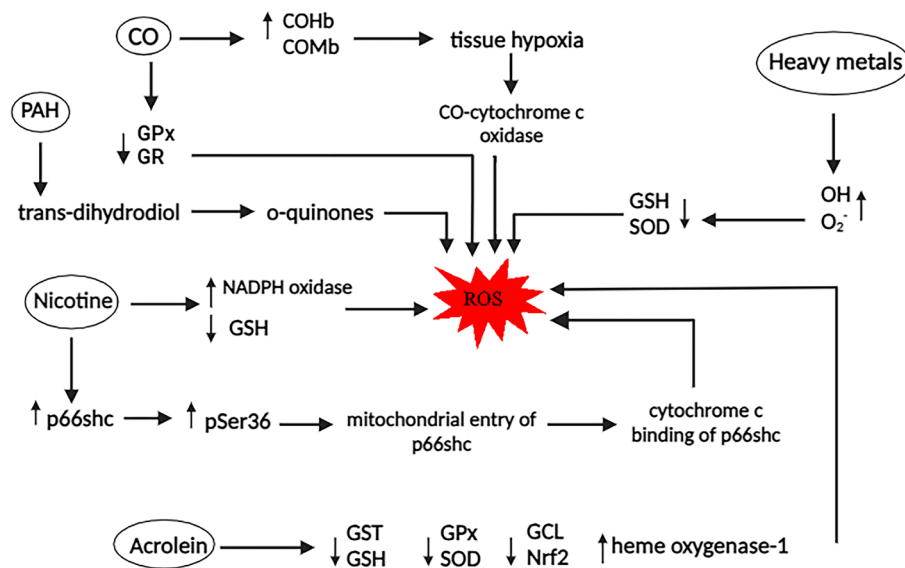 CO
↑ COHb
COMb
tissue hypoxia
Heavy metals
CO-cytochrome c
oxidase
PAH
↓ GPx
GR
trans-dihydrodiol
o-quinones
GSH
SOD ↓
OH
O₂⁻ ↑
ROS
Nicotine
↑ NADPH oxidase
↓ GSH
↑ p66shc
↑ pSer36
mitochondrial entry of
p66shc
cytochrome c
binding of p66shc
Acrolein
↓ GST
GSH
↓ GPx
SOD
↓ GCL
Nrf2
↑ heme oxygenase-1